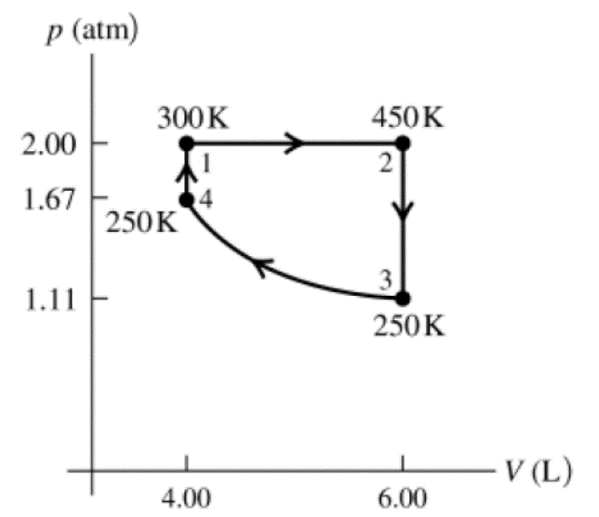 p (atm)
300 K 450 K
2.00
1 2
1.67
4
250 K
3
1.11
250 K
V (L)
4.00 6.00